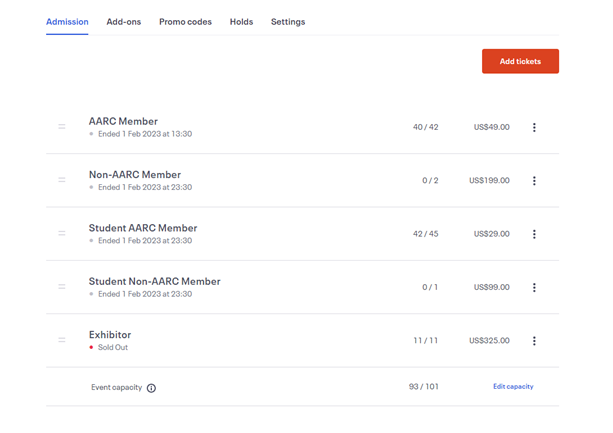 Admission Add-ons Promo codes Holds Settings
Add tickets
AARC Member
Ended 1 Feb 2023 at 13:30
40 / 42 US$49.00
Non-AARC Member
Ended 1 Feb 2023 at 23:30
0 / 2 US$199.00
Student AARC Member
Ended 1 Feb 2023 at 23:30
42 / 45 US$29.00
Student Non-AARC Member
Ended 1 Feb 2023 at 23:30
0 / 1 US$99.00
Exhibitor
Sold Out
11 / 11 US$325.00
Event capacity 93 / 101 Edit capacity